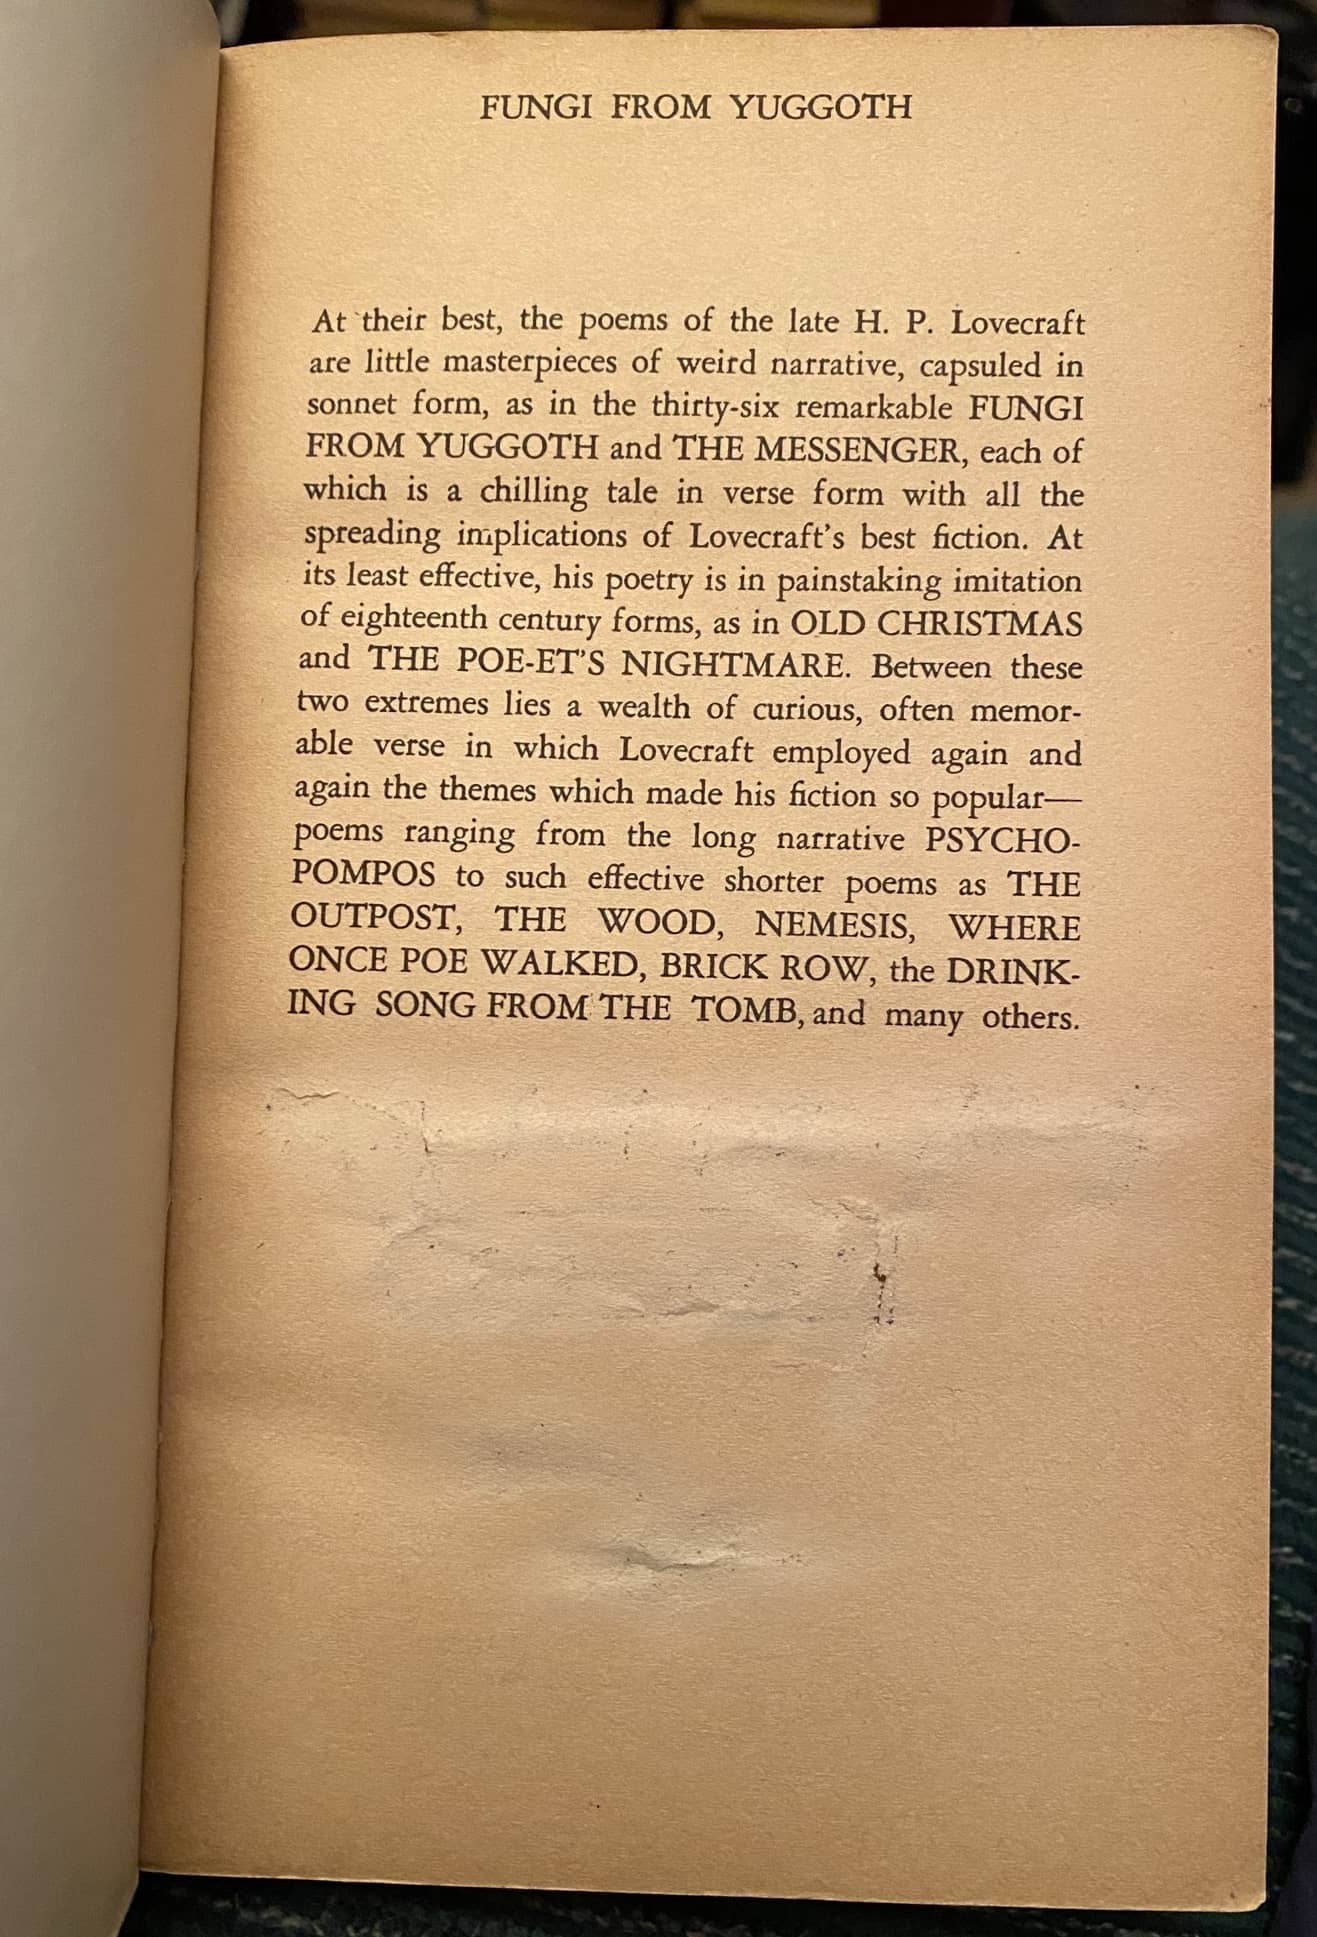 FUNGI FROM YUGGOTH
At their best, the poems of the late H. P. Lovecraft
are little masterpieces of weird narrative, capsuled in
sonnet form, as in the thirty-six remarkable FUNGI
FROM YUGGOTH and THE MESSENGER, each of
which is a chilling tale in verse form with all the
spreading implications of Lovecraft's best fiction. At
its least effective, his poetry is in painstaking imitation
of eighteenth century forms, as in OLD CHRISTMAS
and THE POE-ET'S NIGHTMARE. Between these
two extremes lies a wealth of curious, often memor-
able verse in which Lovecraft employed again and
again the themes which made his fiction so popular—
poems ranging from the long narrative PSYCHO-
POMPOS to such effective shorter poems as THE
OUTPOST, THE WOOD, NEMESIS, WHERE
ONCE POE WALKED, BRICK ROW, the DRINK-
ING SONG FROM THE TOMB, and many others.